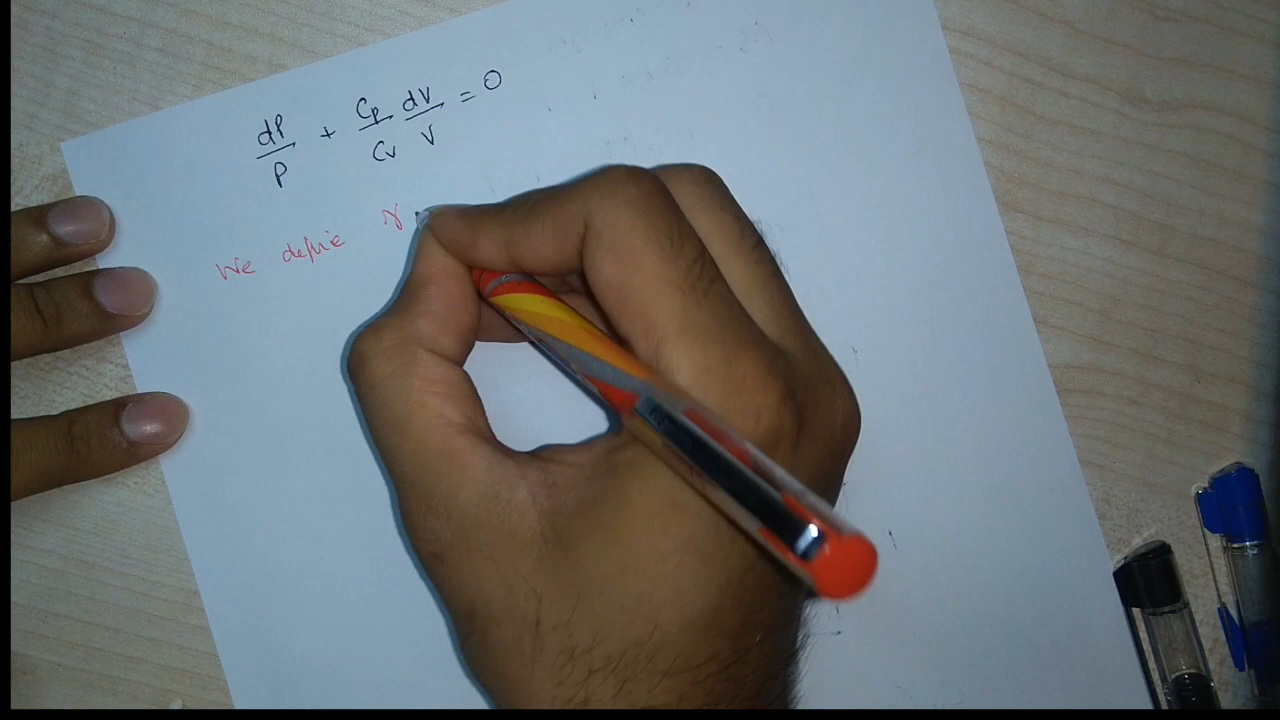 dP/P + Cp/Cv dV/V = 0
We define γ